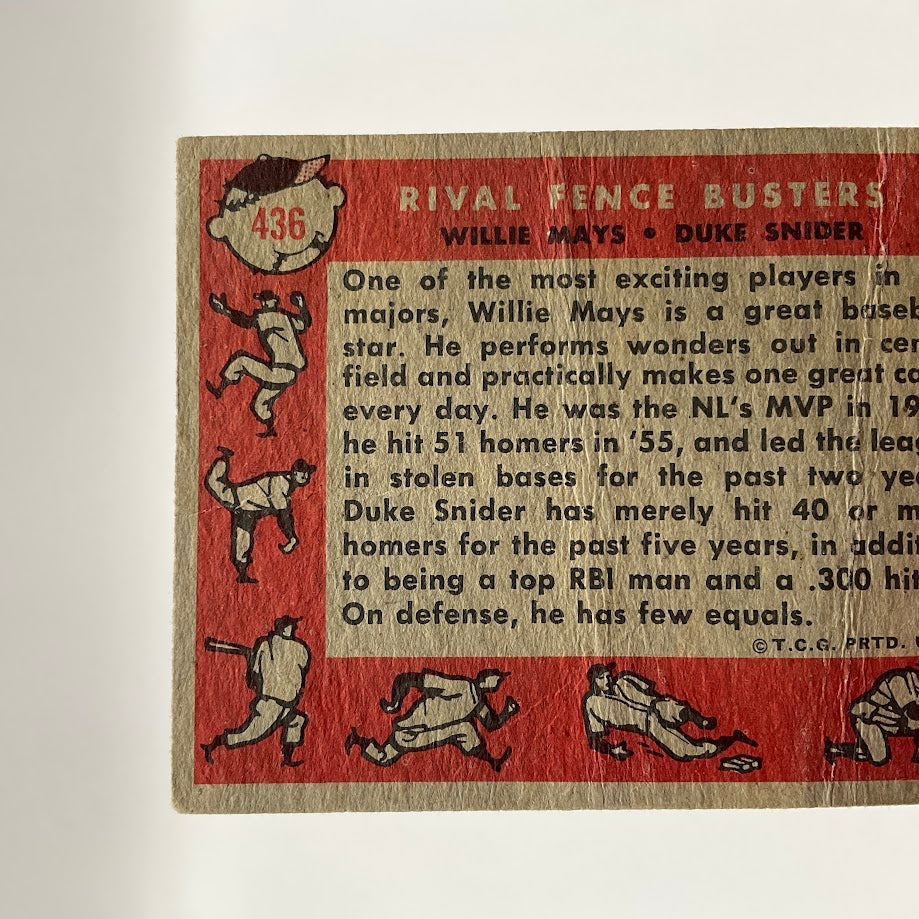 436
RIVAL FENCE BUSTERS
WILLIE MAYS • DUKE SNIDER
One of the most exciting players in
majors, Willie Mays is a great baseb
star. He performs wonders out in cen
field and practically makes one great ca
every day. He was the NL's MVP in 19
he hit 51 homers in '55, and led the leag
in stolen bases for the past two yea
Duke Snider has merely hit 40 or m
homers for the past five years, in addit
to being a top RBI man and a .300 hit
On defense, he has few equals.
© T.C.G. PRTD.